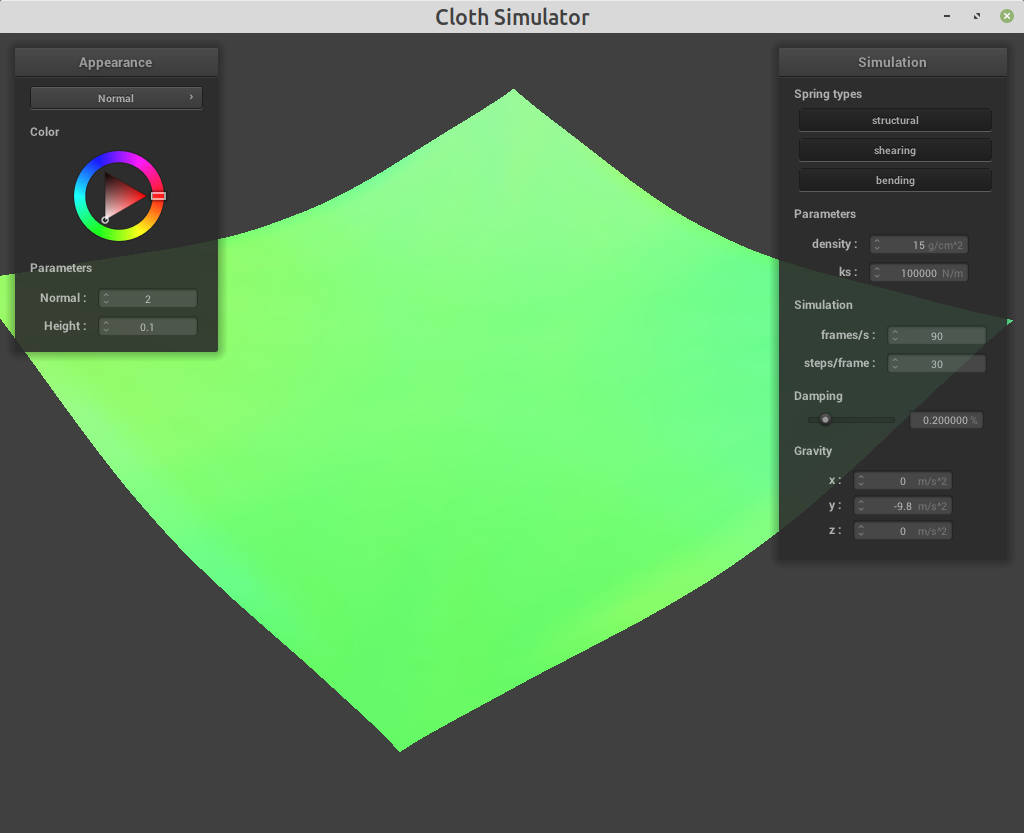 Cloth Simulator
Appearance
Normal
Color
Parameters
Normal : 2
Height : 0.1
Simulation
Spring types
structural
shearing
bending
Parameters
density : 15 g/cm^2
ks : 100000 N/m
Simulation
frames/s : 90
steps/frame : 30
Damping
0.200000 %
Gravity
x : 0 m/s^2
y : -9.8 m/s^2
z : 0 m/s^2